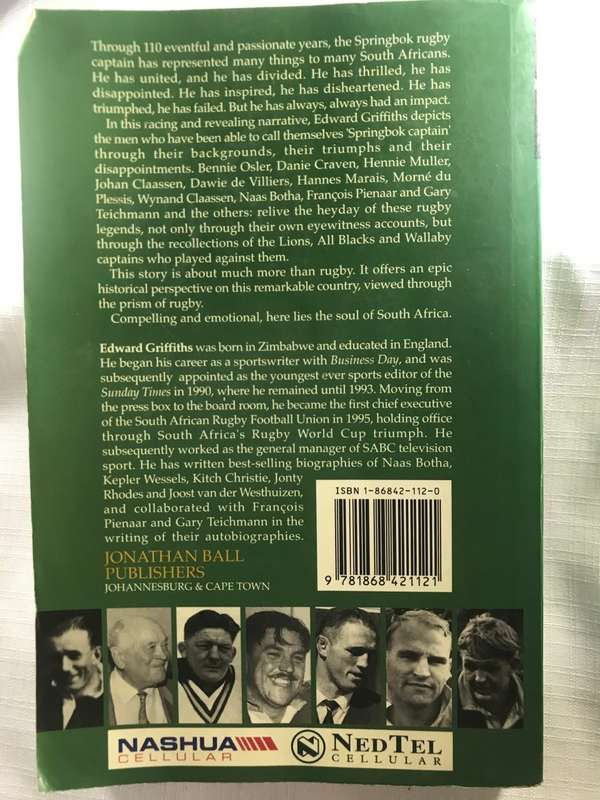 Through 110 eventful and passionate years, the Springbok rugby
captain has represented many things to many South Africans.
He has united, and he has divided. He has thrilled, he has
disappointed. He has inspired, he has disheartened. He has
triumphed, he has failed. But he has always, always had an impact.
In this racing and revealing narrative, Edward Griffiths depicts
the men who have been able to call themselves 'Springbok captain'
through their backgrounds, their triumphs and their
disappointments. Bennie Osler, Danie Craven, Hennie Muller,
Johan Claassen, Dawie de Villiers, Hannes Marais, Morné du
Plessis, Wynand Claassen, Naas Botha, François Pienaar and Gary
Teichmann and the others: relive the heyday of these rugby
legends, not only through their own eyewitness accounts, but
through the recollections of the Lions, All Blacks and Wallaby
captains who played against them.
This story is about much more than rugby. It offers an epic
historical perspective on this remarkable country, viewed through
the prism of rugby.
Compelling and emotional, here lies the soul of South Africa.
Edward Griffiths was born in Zimbabwe and educated in England.
He began his career as a sportswriter with Business Day, and was
subsequently appointed as the youngest ever sports editor of the
Sunday Times in 1990, where he remained until 1993. Moving from
the press box to the board room, he became the first chief executive
of the South African Rugby Football Union in 1995, holding office
through South Africa's Rugby World Cup triumph. He
subsequently worked as the general manager of SABC television
sport. He has written best-selling biographies of Naas Botha,
Kepler Wessels, Kitch Christie, Jonty
Rhodes and Joost van der Westhuizen,
and collaborated with François
Pienaar and Gary Teichmann in the
writing of their autobiographies.
JONATHAN BALL
PUBLISHERS
JOHANNESBURG & CAPE TOWN
ISBN 1-86842-112-0
9 781868 421121
NASHUA
CELLULAR
N NEDTEL
CELLULAR